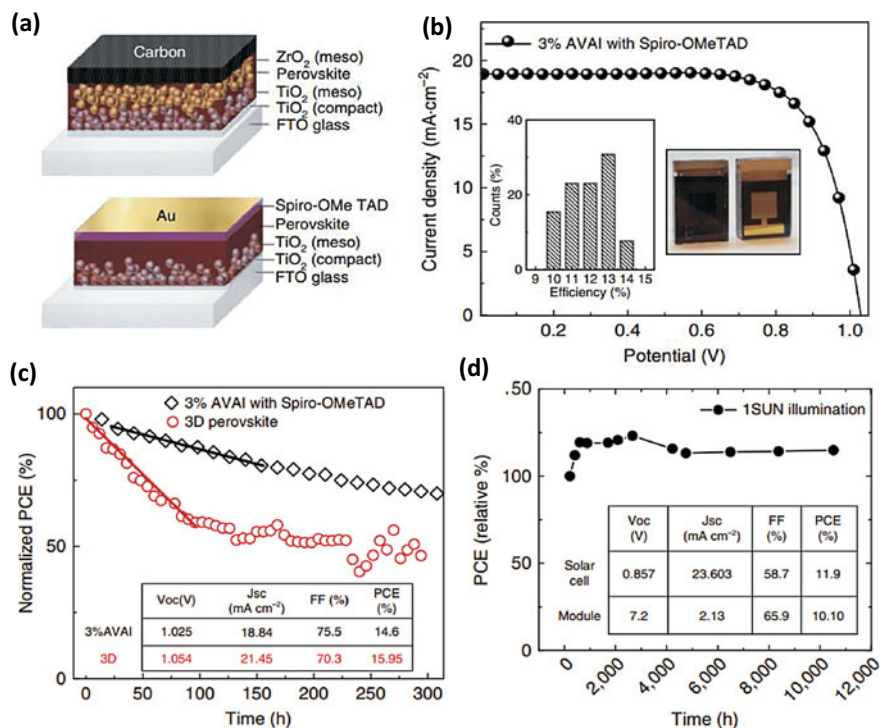 (a)
Carbon
ZrO2 (meso)
Perovskite
TiO2 (meso)
TiO2 (compact)
FTO glass
Au
Spiro-OMe TAD
Perovskite
TiO2 (meso)
TiO2 (compact)
FTO glass
(b)
3% AVAI with Spiro-OMeTAD
Current density (mA·cm−2)
20
15
10
5
0
0.2 0.4 0.6 0.8 1.0
Potential (V)
Counts (%)
40
20
0
9 10 11 12 13 14 15
Efficiency (%)
(c)
3% AVAI with Spiro-OMeTAD
3D perovskite
Normalized PCE (%)
100
50
0
0 50 100 150 200 250 300
Time (h)
Voc(V) Jsc (mA cm−2) FF (%) PCE (%)
3%AVAI 1.025 18.84 75.5 14.6
3D 1.054 21.45 70.3 15.95
(d)
1SUN illumination
PCE (relative %)
.50
100
50
0
0 2,000 4,000 6,000 8,000 10,000 12,000
Time (h)
Voc (V) Jsc (mA cm−2) FF (%) PCE (%)
Solar cell 0.857 23.603 58.7 11.9
Module 7.2 2.13 65.9 10.10